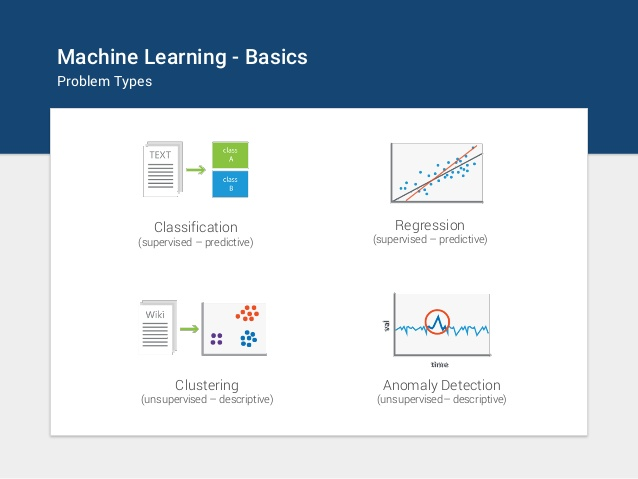 Machine Learning - Basics
Problem Types
TEXT
class
A
class
B
Classification
(supervised – predictive)
Regression
(supervised – predictive)
Wiki
Clustering
(unsupervised – descriptive)
val
time
Anomaly Detection
(unsupervised– descriptive)